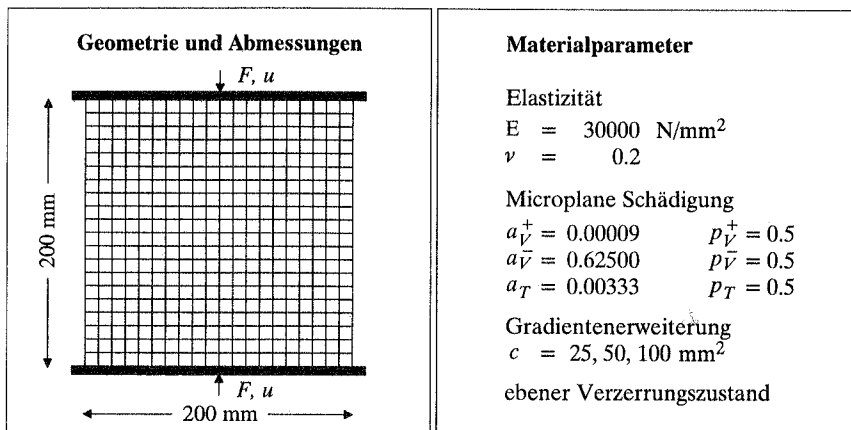 Geometrie und Abmessungen
F, u
200 mm
F, u
200 mm
Materialparameter
Elastizität
E = 30000 N/mm²
ν = 0.2
Microplane Schädigung
a_V^+ = 0.00009 p_V^+ = 0.5
a_V^- = 0.62500 p_V^- = 0.5
a_T = 0.00333 p_T = 0.5
Gradientenerweiterung
c = 25, 50, 100 mm²
ebener Verzerrungszustand